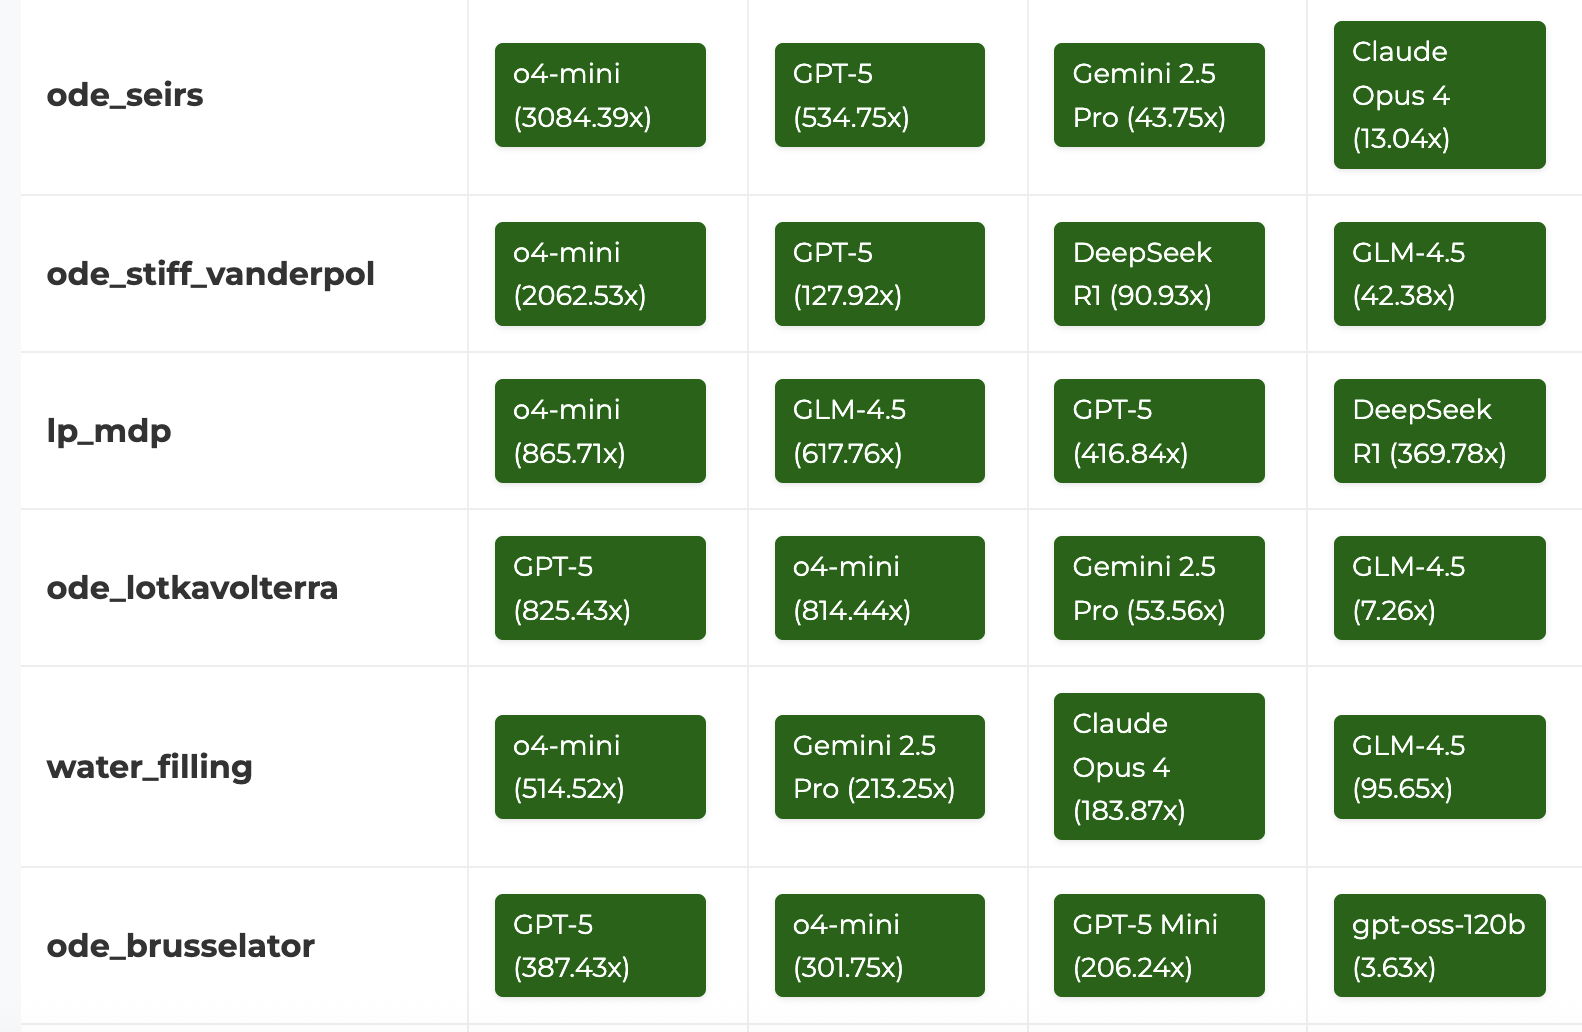 ode_seirs
o4-mini
(3084.39x)
GPT-5
(534.75x)
Gemini 2.5
Pro (43.75x)
Claude
Opus 4
(13.04x)
ode_stiff_vanderpol
o4-mini
(2062.53x)
GPT-5
(127.92x)
DeepSeek
R1 (90.93x)
GLM-4.5
(42.38x)
lp_mdp
o4-mini
(865.71x)
GLM-4.5
(617.76x)
GPT-5
(416.84x)
DeepSeek
R1 (369.78x)
ode_lotkavolterra
GPT-5
(825.43x)
o4-mini
(814.44x)
Gemini 2.5
Pro (53.56x)
GLM-4.5
(7.26x)
water_filling
o4-mini
(514.52x)
Gemini 2.5
Pro (213.25x)
Claude
Opus 4
(183.87x)
GLM-4.5
(95.65x)
ode_brusselator
GPT-5
(387.43x)
o4-mini
(301.75x)
GPT-5 Mini
(206.24x)
gpt-oss-120b
(3.63x)